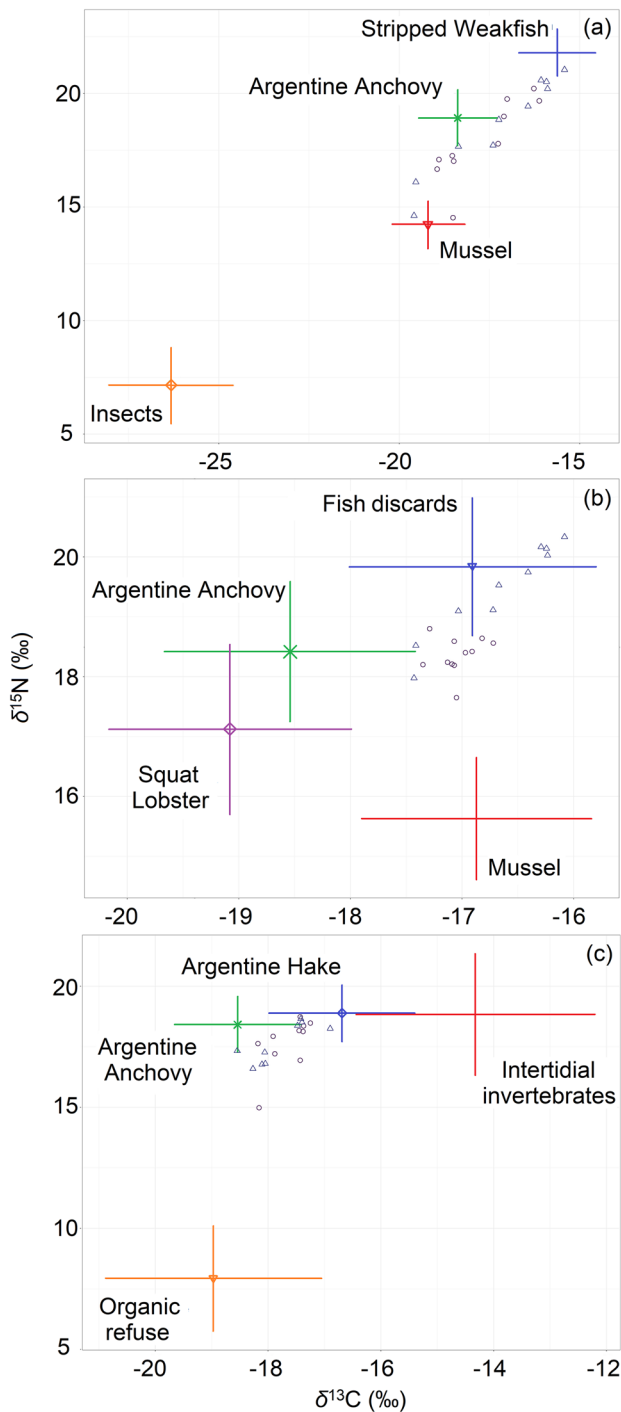 (a)
Stripped Weakfish
Argentine Anchovy
Mussel
Insects
20
15
10
5
-25
-20
-15
(b)
Fish discards
Argentine Anchovy
Squat
Lobster
Mussel
δ15N (‰)
20
18
16
-20
-19
-18
-17
-16
(c)
Argentine Hake
Argentine
Anchovy
Intertidial
invertebrates
Organic
refuse
20
15
10
5
-20
-18
-16
-14
-12
δ13C (‰)